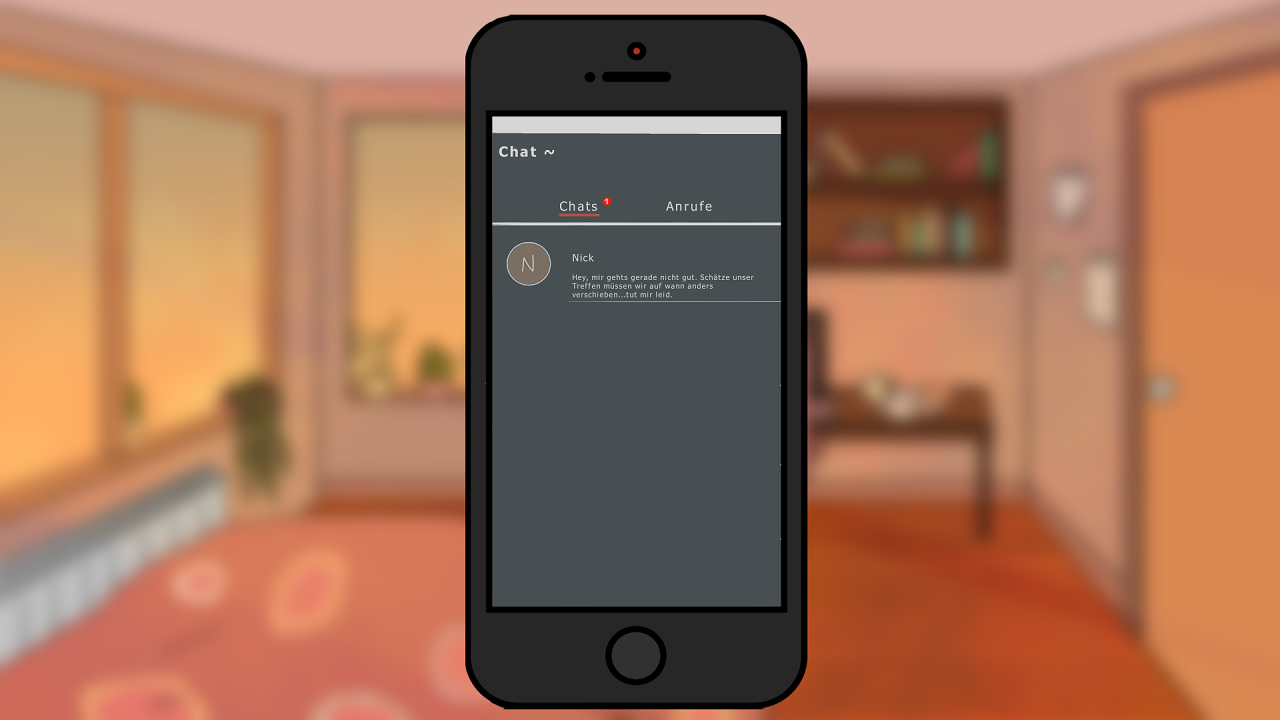 Chat ~
Chats 1
Anrufe
N
Nick
Hey, mir gehts gerade nicht gut. Schätze unser
Treffen müssen wir auf wann anders
verschieben...tut mir leid.